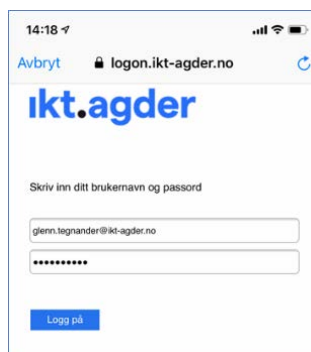 14:18
Avbryt logon.ikt-agder.no
ikt.agder
Skriv inn ditt brukernavn og passord
glenn.tegnander@ikt-agder.no
••••••••••
Logg på